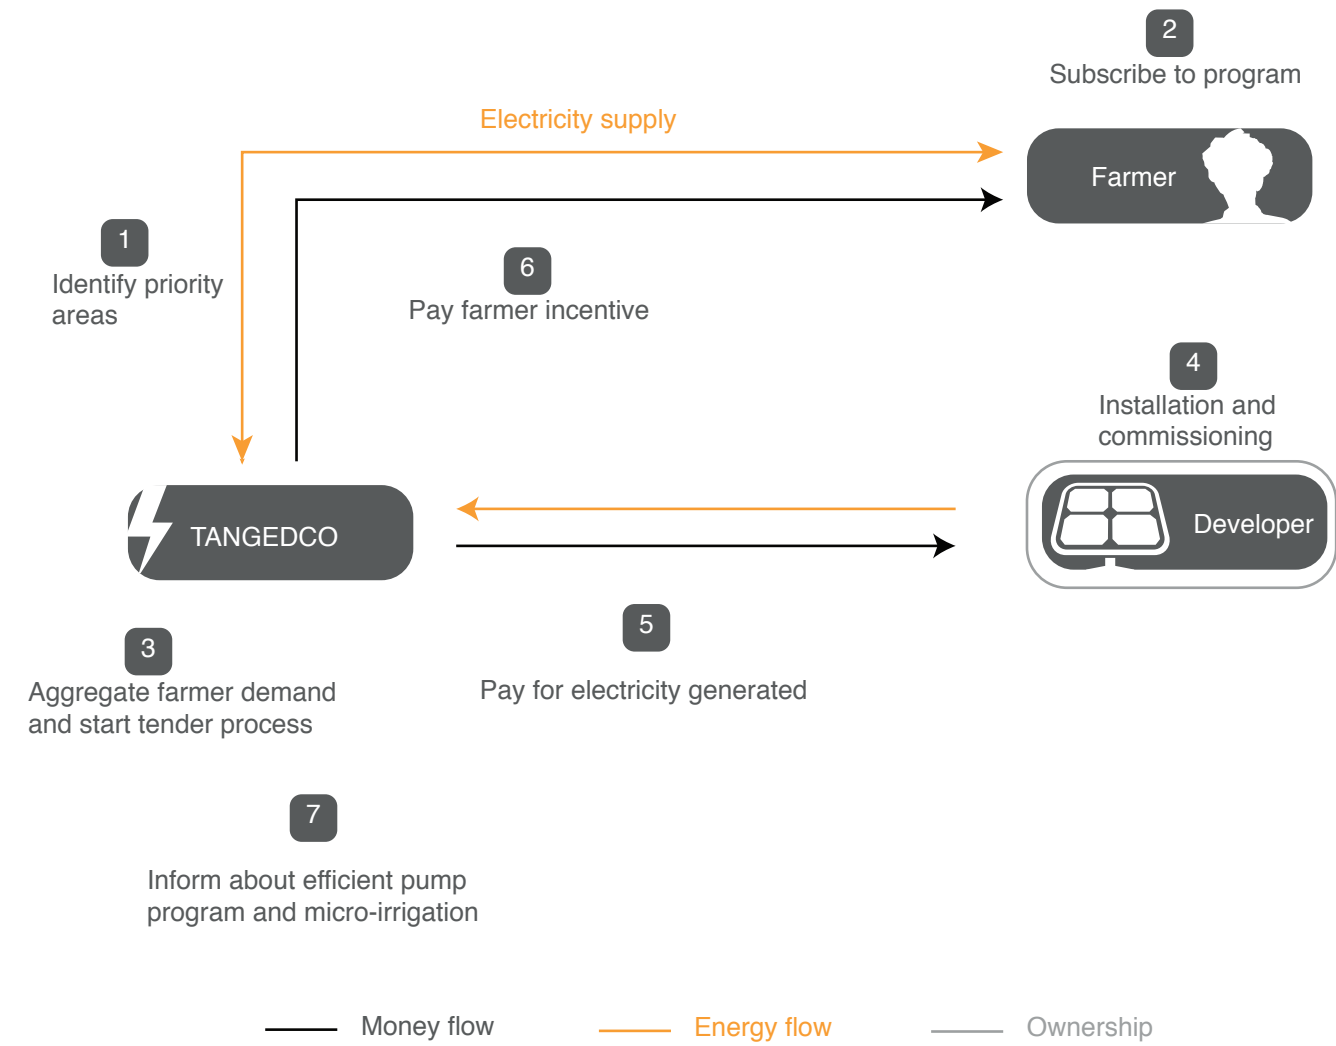 2
Subscribe to program
Electricity supply
Farmer
1
Identify priority
areas
6
Pay farmer incentive
4
Installation and
commissioning
TANGEDCO
Developer
3
Aggregate farmer demand
and start tender process
5
Pay for electricity generated
7
Inform about efficient pump
program and micro-irrigation
Money flow
Energy flow
Ownership